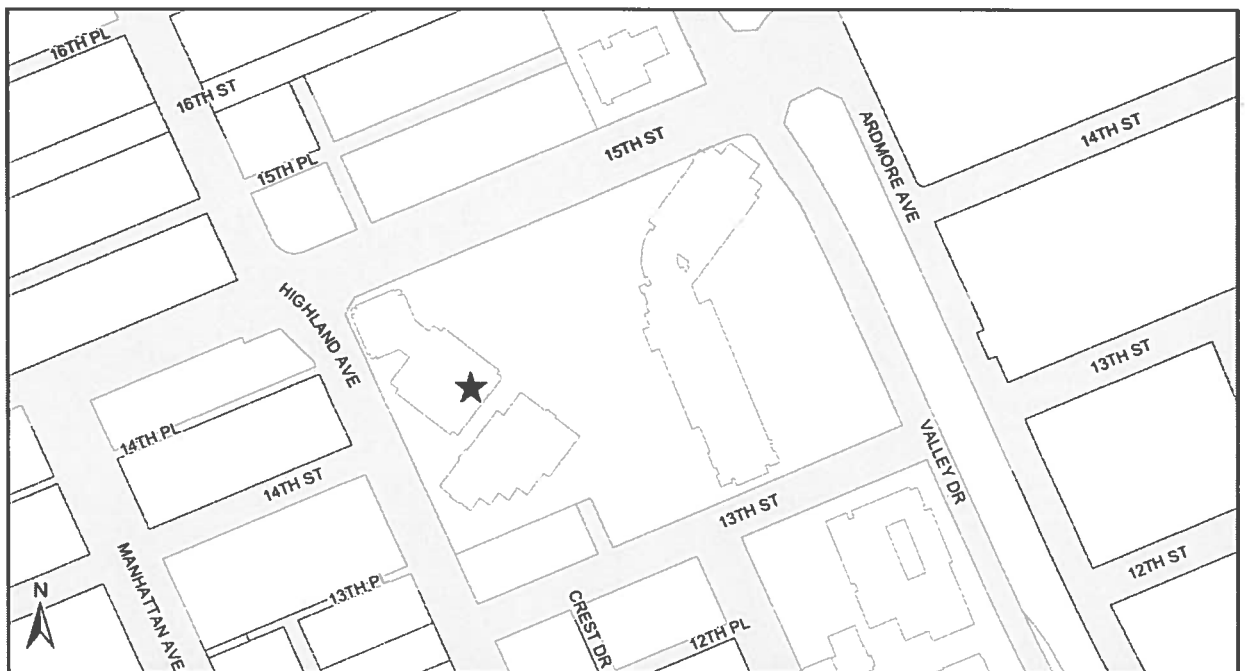 16TH PL
16TH ST
15TH PL
15TH ST
ARDMORE AVE
14TH ST
HIGHLAND AVE
13TH ST
14TH PL
14TH ST
VALLEY DR
13TH ST
MANHATTAN AVE
13TH PL
12TH ST
CREST DR
12TH PL
N